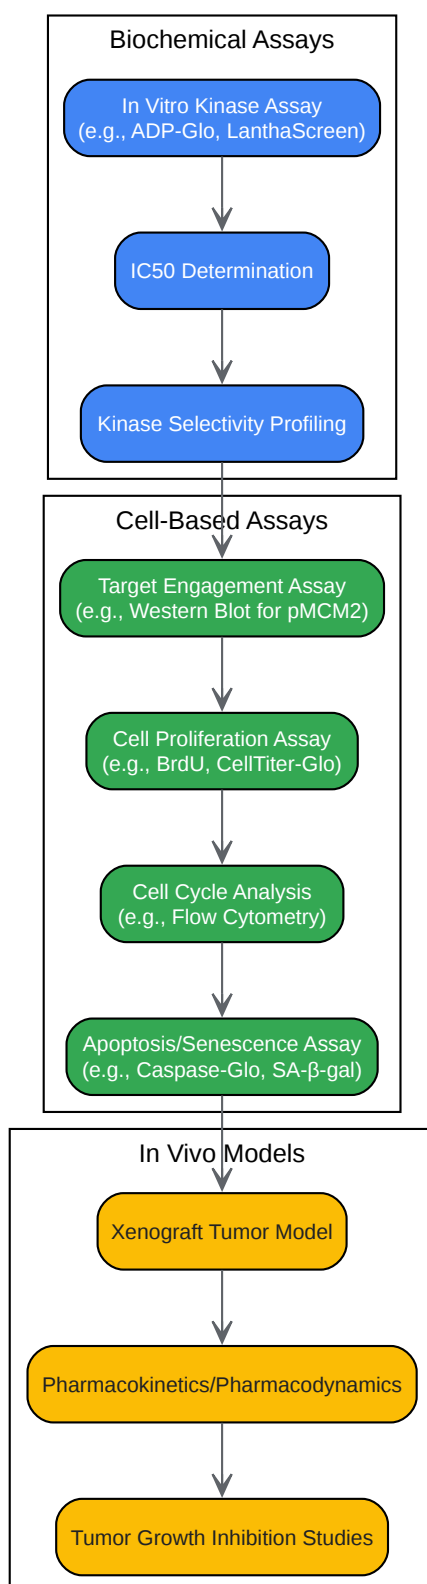 Biochemical Assays
In Vitro Kinase Assay
(e.g., ADP-Glo, LanthaScreen)
IC50 Determination
Kinase Selectivity Profiling
Cell-Based Assays
Target Engagement Assay
(e.g., Western Blot for pMCM2)
Cell Proliferation Assay
(e.g., BrdU, CellTiter-Glo)
Cell Cycle Analysis
(e.g., Flow Cytometry)
Apoptosis/Senescence Assay
(e.g., Caspase-Glo, SA-β-gal)
In Vivo Models
Xenograft Tumor Model
Pharmacokinetics/Pharmacodynamics
Tumor Growth Inhibition Studies